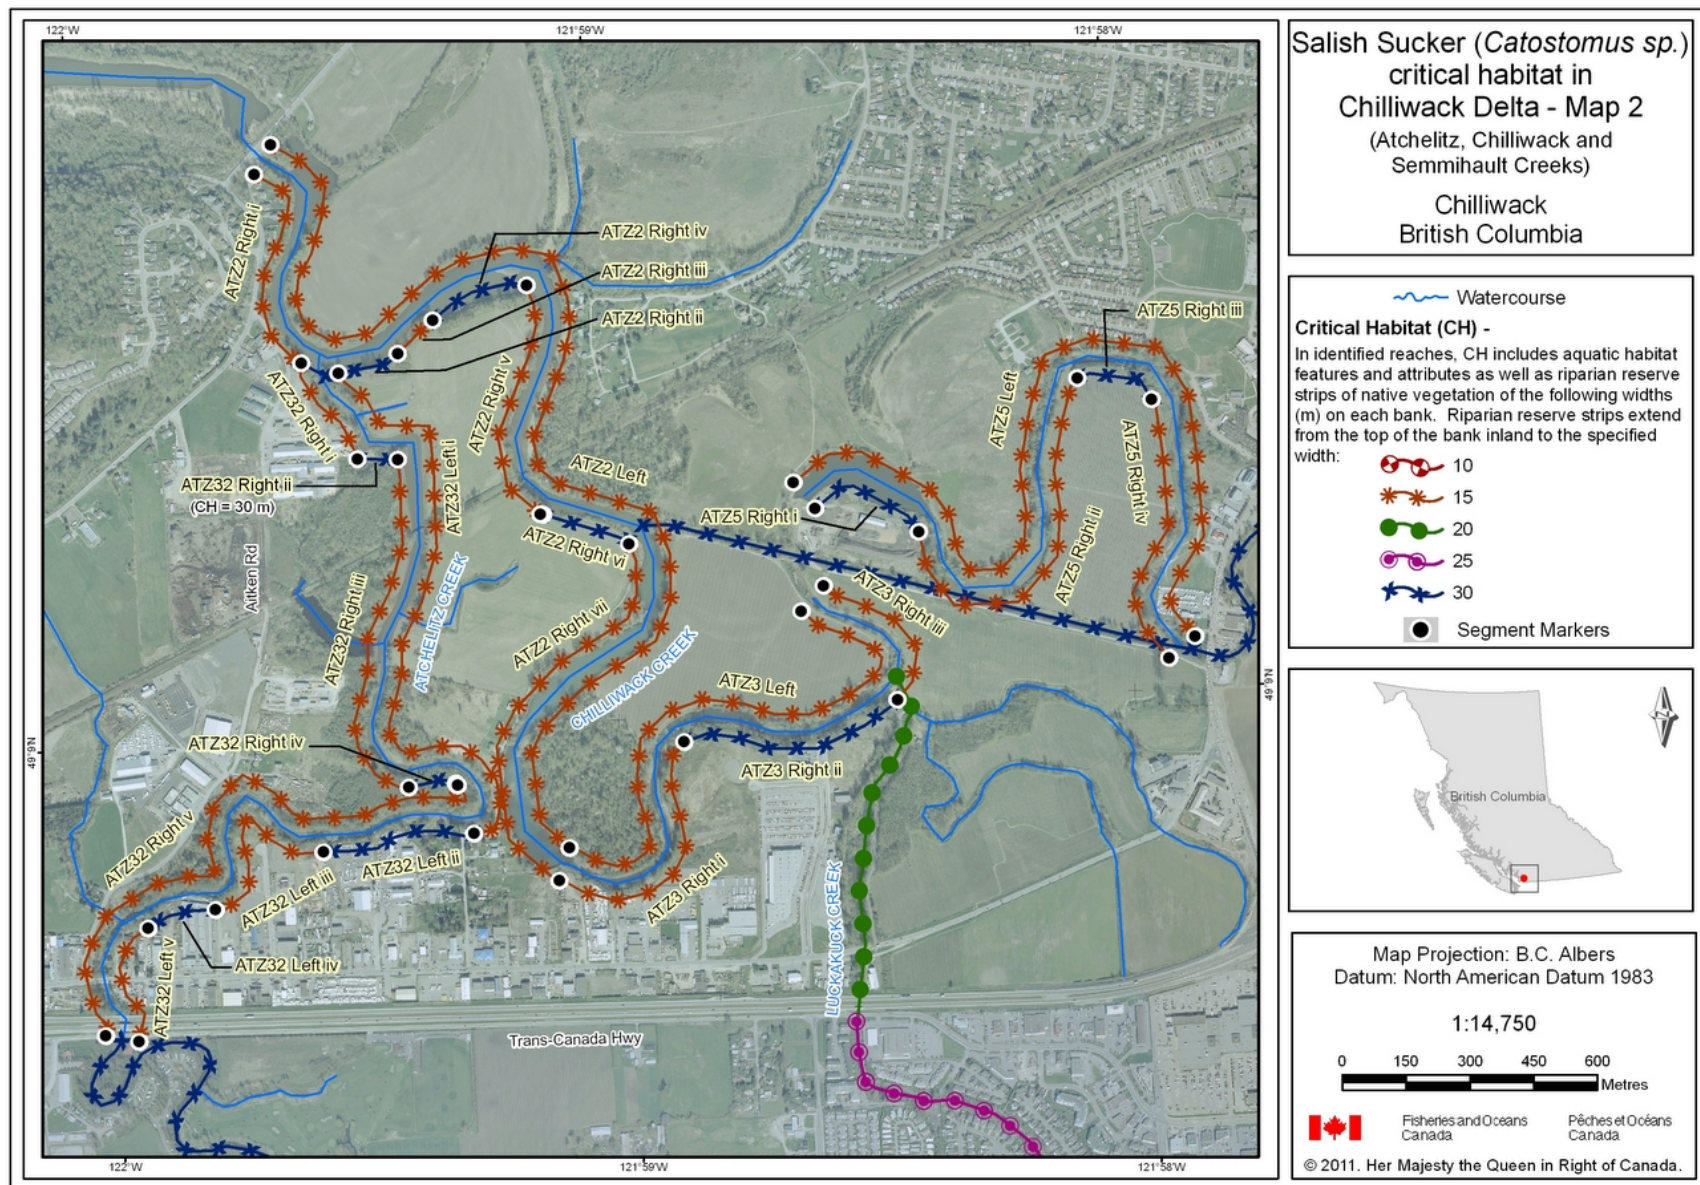 122°W
121°59'W
121°58'W
Salish Sucker (Catostomus sp.)
critical habitat in
Chilliwack Delta - Map 2
(Atchelitz, Chilliwack and
Semmihault Creeks)
Chilliwack
British Columbia
Watercourse
Critical Habitat (CH) -
In identified reaches, CH includes aquatic habitat
features and attributes as well as riparian reserve
strips of native vegetation of the following widths
(m) on each bank. Riparian reserve strips extend
from the top of the bank inland to the specified
width:
10
15
20
25
30
Segment Markers
British Columbia
Map Projection: B.C. Albers
Datum: North American Datum 1983
1:14,750
0 150 300 450 600
Metres
Fisheries and Oceans
Canada
Pêches et Océans
Canada
© 2011. Her Majesty the Queen in Right of Canada.
ATZ2 Right i
ATZ2 Right iv
ATZ2 Right iii
ATZ2 Right ii
ATZ5 Right iii
ATZ32 Right i
ATZ2 Right v
ATZ5 Left
ATZ5 Right iv
ATZ32 Left i
ATZ2 Left
ATZ32 Right ii
(CH = 30 m)
ATZ5 Right i
ATZ2 Right vi
ATZ5 Right ii
Aitken Rd
ATCHELITZ CREEK
ATZ3 Right iii
ATZ32 Right iii
ATZ2 Right vii
CHILLIWACK CREEK
ATZ3 Left
49°9'N
49°9'N
ATZ32 Right iv
ATZ3 Right ii
ATZ32 Right v
ATZ32 Left ii
ATZ32 Left iii
ATZ3 Right i
LUCKAKUCK CREEK
ATZ32 Left iv
ATZ32 Left v
Trans-Canada Hwy
122°W
121°59'W
121°58'W